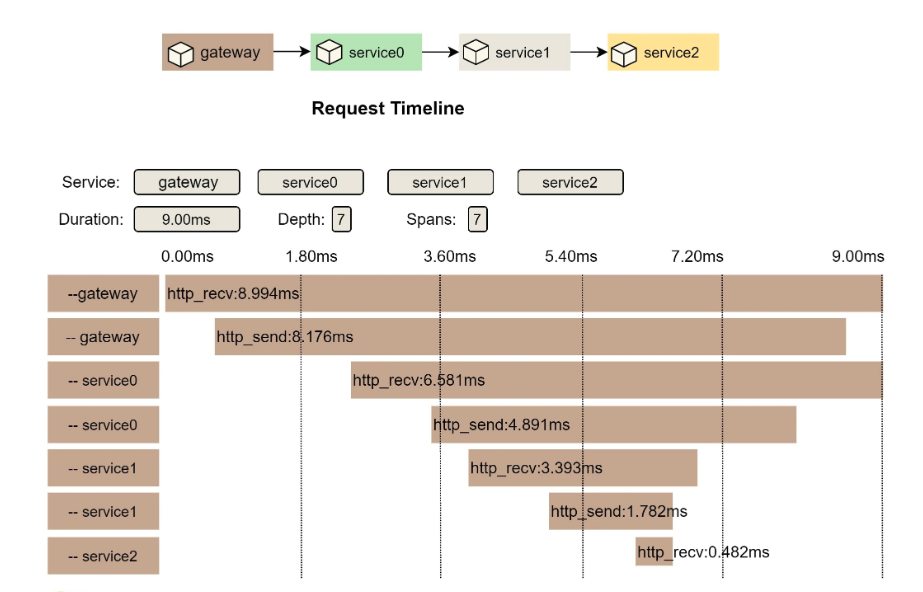 gateway service0 service1 service2
Request Timeline
Service: gateway service0 service1 service2
Duration: 9.00ms Depth: 7 Spans: 7
0.00ms 1.80ms 3.60ms 5.40ms 7.20ms 9.00ms
--gateway http_recv:8.994ms
-- gateway http_send:8.176ms
-- service0 http_recv:6.581ms
-- service0 http_send:4.891ms
-- service1 http_recv:3.393ms
-- service1 http_send:1.782ms
-- service2 http_recv:0.482ms